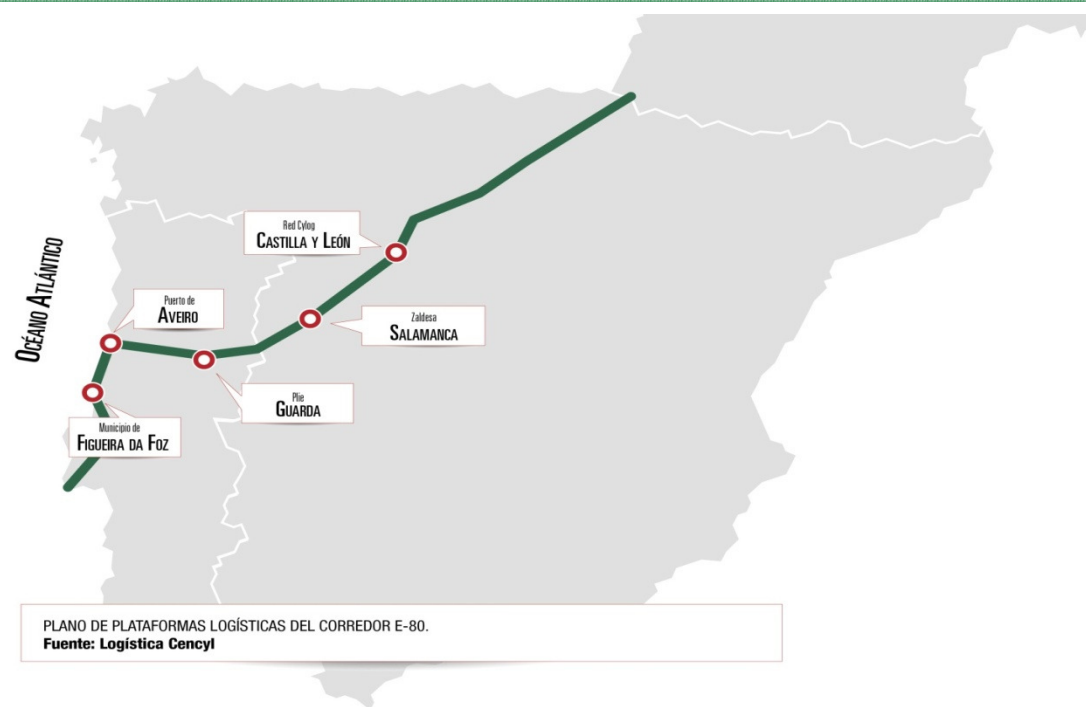 Red Cylog
CASTILLA Y LEÓN
OCÉANO ATLÁNTICO
Puerto de
AVEIRO
Zaldesa
SALAMANCA
Plie
GUARDA
Municipio de
FIGUEIRA DA FOZ
PLANO DE PLATAFORMAS LOGÍSTICAS DEL CORREDOR E-80.
Fuente: Logística Cencyl